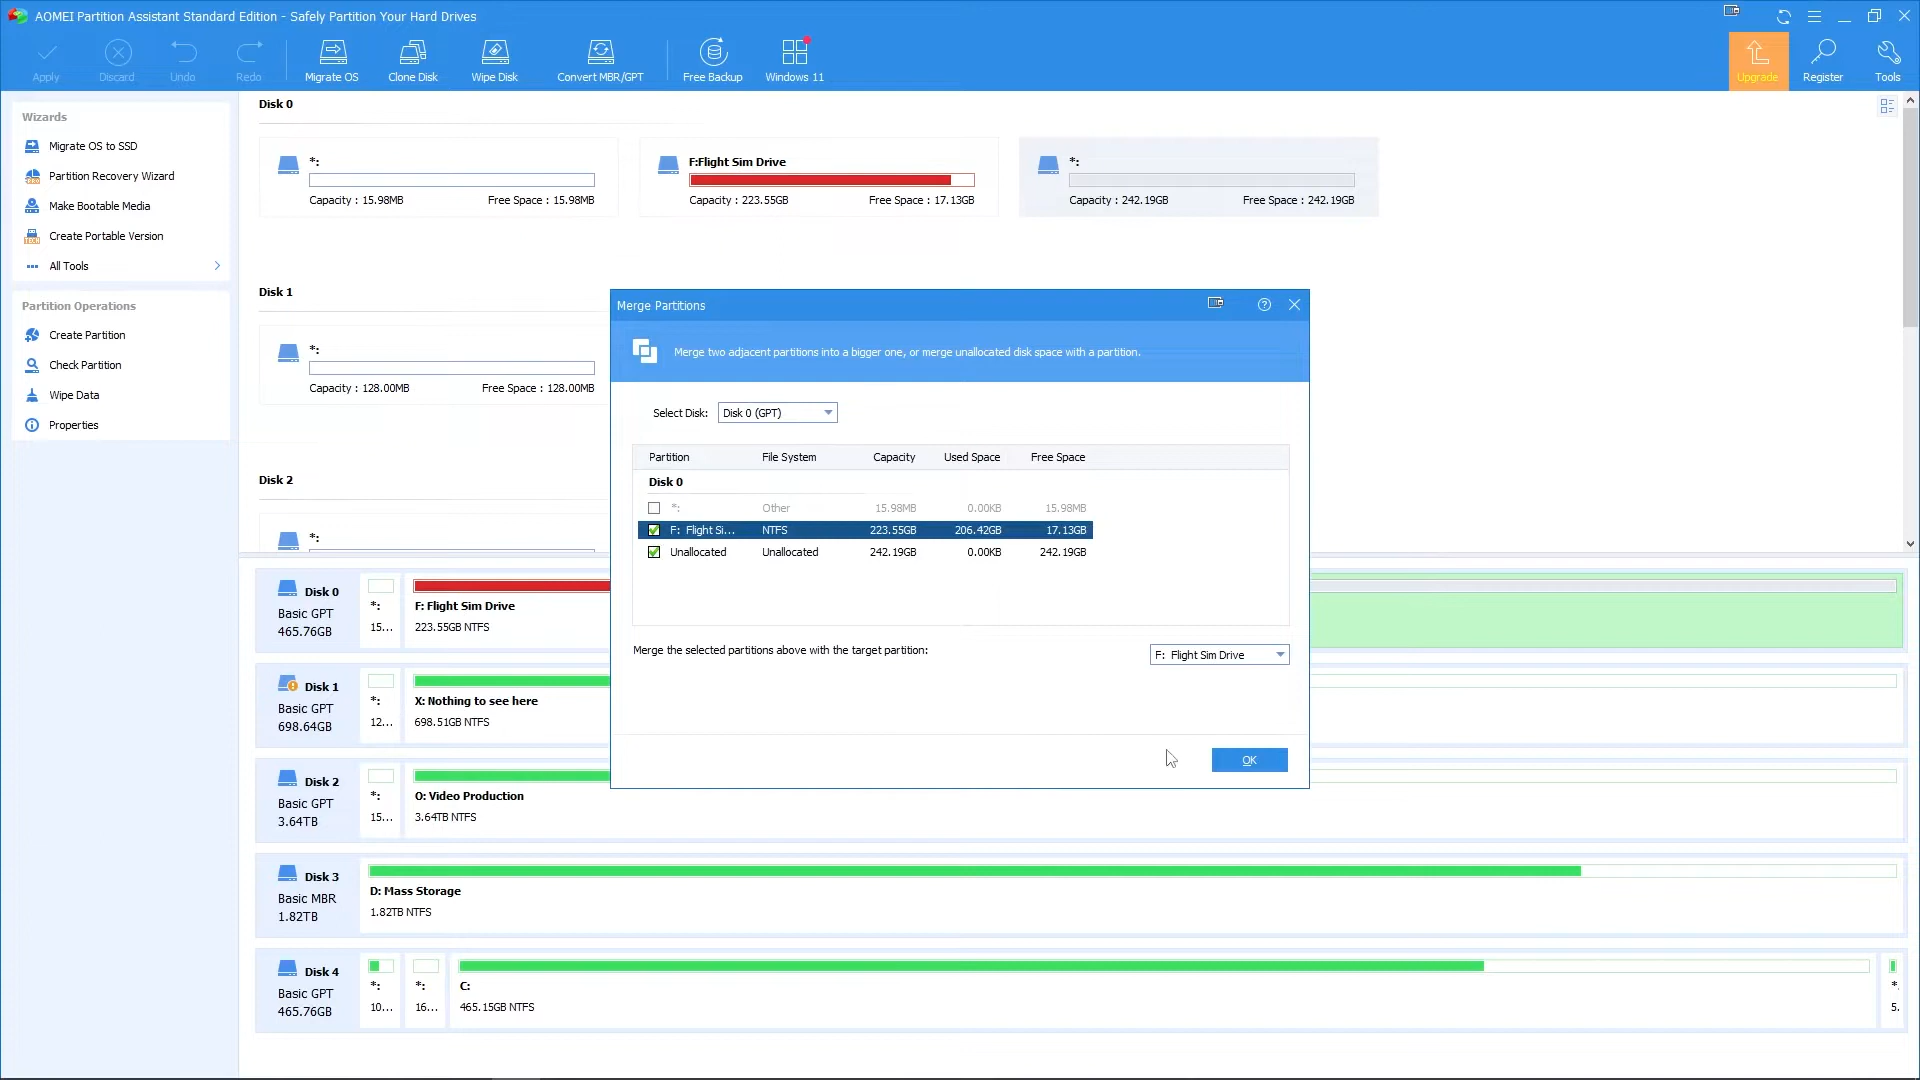 AOMEI Partition Assistant Standard Edition - Safely Partition Your Hard Drives
Apply
Discard
Undo
Redo
Migrate OS
Clone Disk
Wipe Disk
Convert MBR/GPT
Free Backup
Windows 11
Upgrade
Register
Tools
Wizards
Migrate OS to SSD
Partition Recovery Wizard
Make Bootable Media
Create Portable Version
All Tools
Partition Operations
Create Partition
Check Partition
Wipe Data
Properties
Disk 0
*:
Capacity : 15.98MB Free Space : 15.98MB
F:Flight Sim Drive
Capacity : 223.55GB Free Space : 17.13GB
*:
Capacity : 242.19GB Free Space : 242.19GB
Disk 1
*:
Capacity : 128.00MB Free Space : 128.00MB
Disk 2
*:
Merge Partitions
Merge two adjacent partitions into a bigger one, or merge unallocated disk space with a partition.
Select Disk: Disk 0 (GPT)
Partition File System Capacity Used Space Free Space
Disk 0
*: Other 15.98MB 0.00KB 15.98MB
F: Flight Si... NTFS 223.55GB 206.42GB 17.13GB
Unallocated Unallocated 242.19GB 0.00KB 242.19GB
Merge the selected partitions above with the target partition: F: Flight Sim Drive
OK
Disk 0
Basic GPT
465.76GB
*:
15...
F: Flight Sim Drive
223.55GB NTFS
Disk 1
Basic GPT
698.64GB
*:
12...
X: Nothing to see here
698.51GB NTFS
Disk 2
Basic GPT
3.64TB
*:
15...
O: Video Production
3.64TB NTFS
Disk 3
Basic MBR
1.82TB
D: Mass Storage
1.82TB NTFS
Disk 4
Basic GPT
465.76GB
*:
10...
*:
16...
C:
465.15GB NTFS
*.
5.